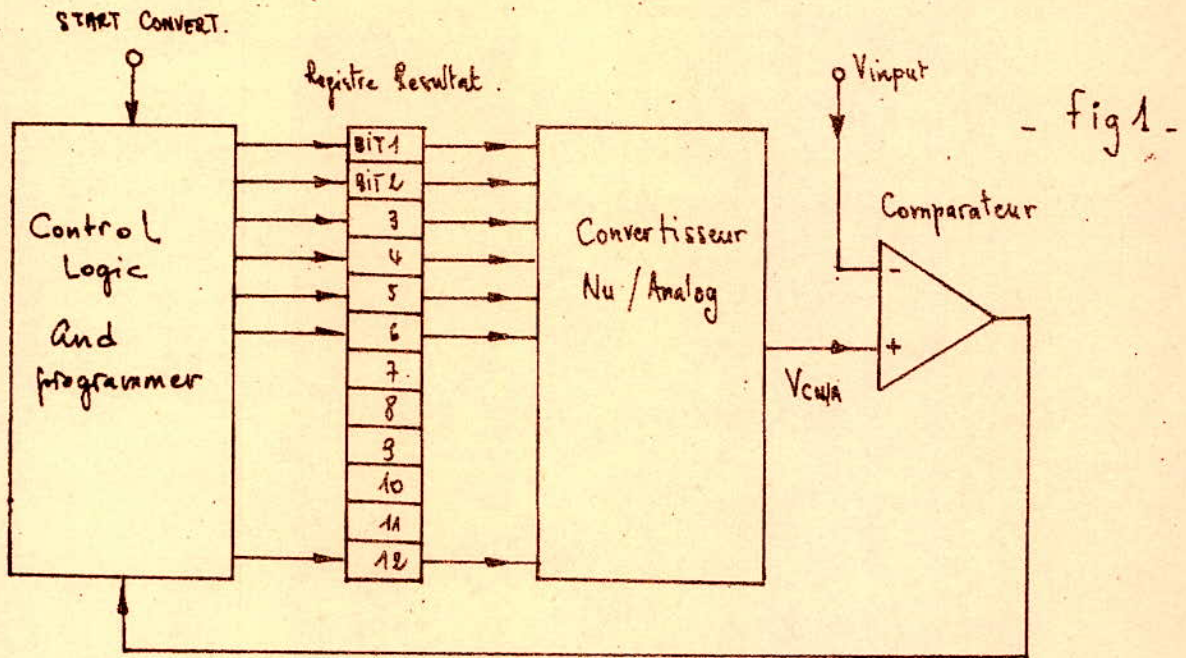 START CONVERT.
Registre Resultat.
Vinput
- fig 1 -
BIT 1
BIT 2
3
4
5
6
7.
8
9
10
11
12
Control
Logic
And
programmer
Convertisseur
Nu / Analog
Comparateur
-
+
VCN/A